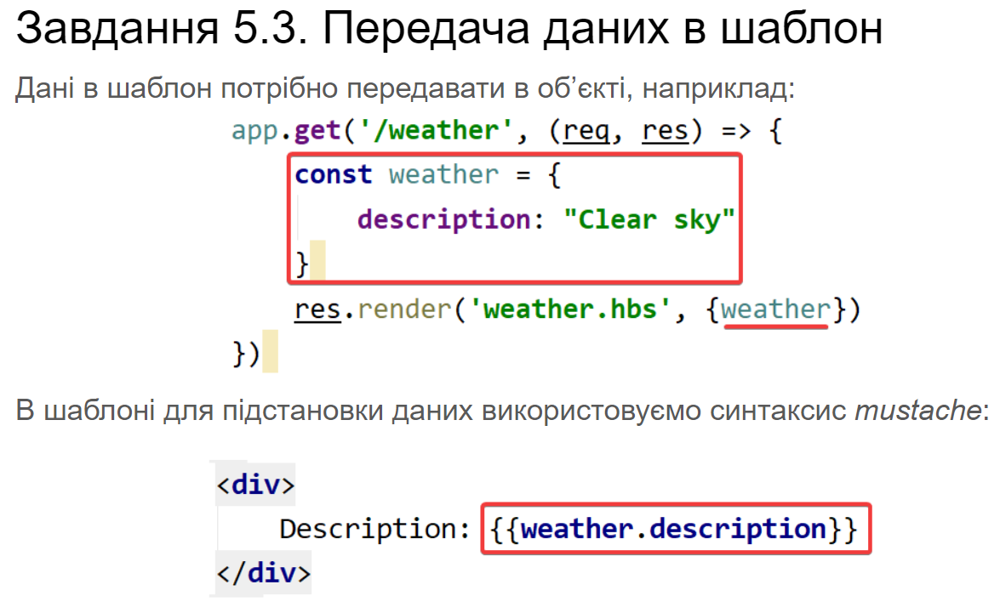 Завдання 5.3. Передача даних в шаблон
Дані в шаблон потрібно передавати в об’єкті, наприклад:
app.get('/weather', (req, res) => {
    const weather = {
        description: "Clear sky"
    }
    res.render('weather.hbs', {weather})
})
В шаблоні для підстановки даних використовуємо синтаксис mustache:
<div>
    Description: {{weather.description}}
</div>